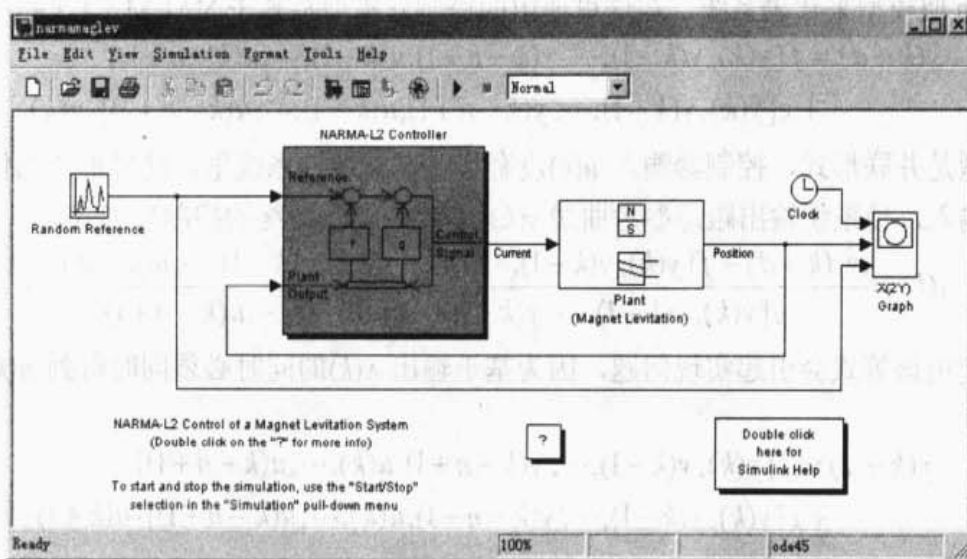 narmamaglev
File Edit View Simulation Format Tools Help
Normal
NARMA-L2 Controller
Reference
Random Reference
f
g
Control
Signal
Plant
Output
Current
N
S
Plant
(Magnet Levitation)
Position
Clock
X(2Y)
Graph
NARMA-L2 Control of a Magnet Levitation System
(Double click on the "?" for more info)
To start and stop the simulation, use the "Start/Stop"
selection in the "Simulation" pull-down menu
?
Double click
here for
Simulink Help
Ready
100%
ode45